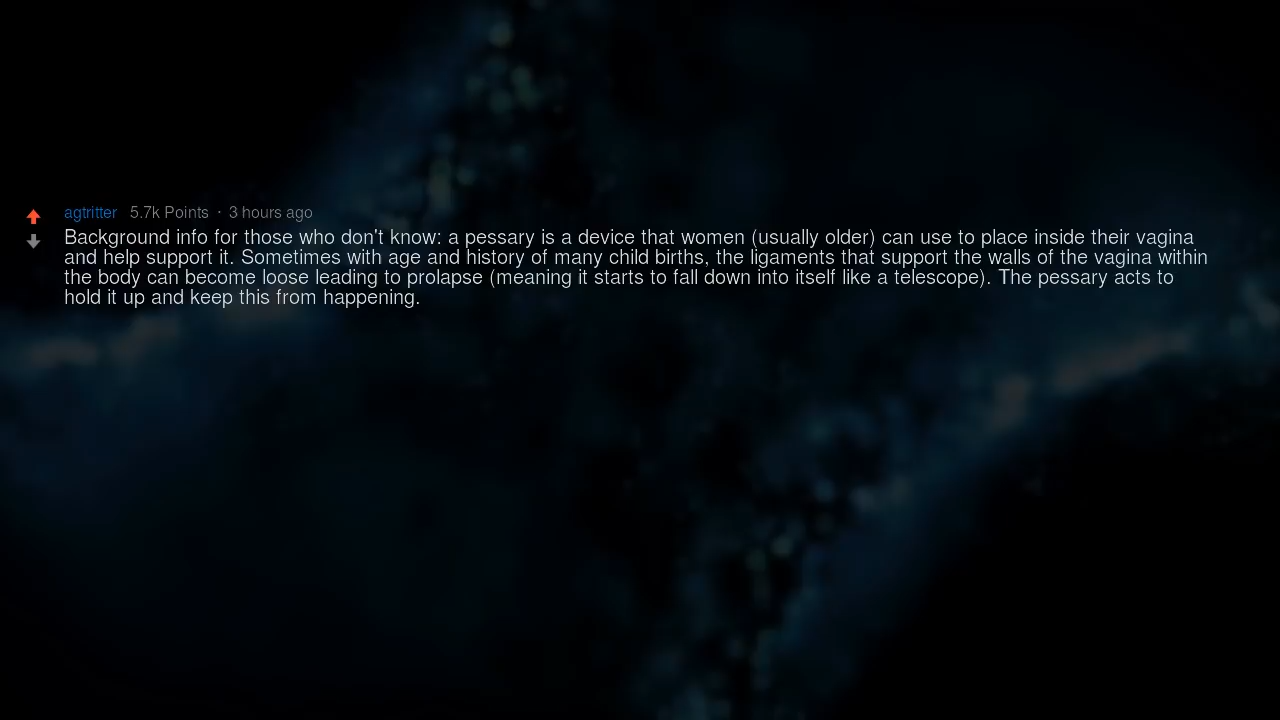 agtritter 5.7k Points · 3 hours ago
Background info for those who don't know: a pessary is a device that women (usually older) can use to place inside their vagina
and help support it. Sometimes with age and history of many child births, the ligaments that support the walls of the vagina within
the body can become loose leading to prolapse (meaning it starts to fall down into itself like a telescope). The pessary acts to
hold it up and keep this from happening.